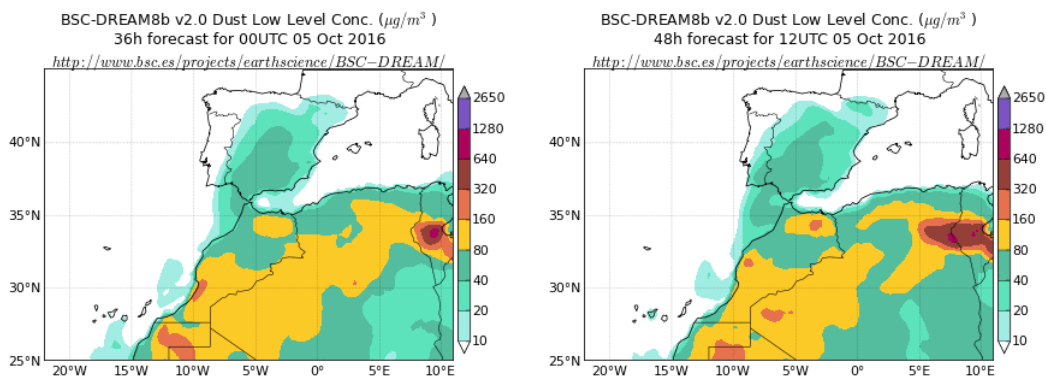 BSC-DREAM8b v2.0 Dust Low Level Conc. (μg/m³ )
36h forecast for 00UTC 05 Oct 2016
http://www.bsc.es/projects/earthscience/BSC−DREAM/
2650
1280
640
320
160
80
40
20
10
40°N
35°N
30°N
25°N
20°W 15°W 10°W 5°W 0° 5°E 10°E
BSC-DREAM8b v2.0 Dust Low Level Conc. (μg/m³ )
48h forecast for 12UTC 05 Oct 2016
http://www.bsc.es/projects/earthscience/BSC−DREAM/
2650
1280
640
320
160
80
40
20
10
40°N
35°N
30°N
25°N
20°W 15°W 10°W 5°W 0° 5°E 10°E